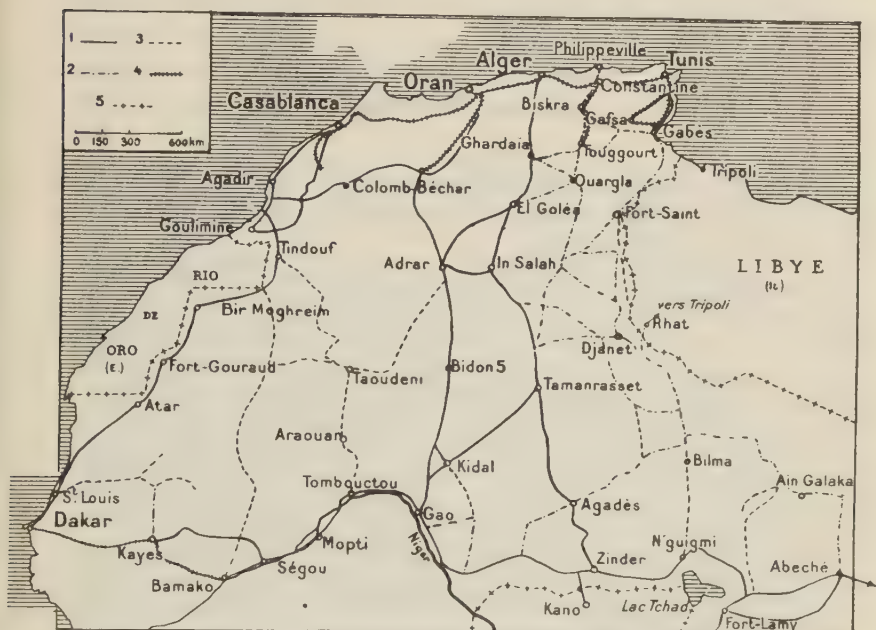 1 3
2 4
5
0 150 300 600km
Philippeville
Alger
Tunis
Oran
Constantine
Casablanca
Biskra
Gafsa
Gabès
Ghardaia
Touggourt
Tripoli
Agadir
Colomb-Béchar
Ouargla
Goulimine
El Goléa
Fort-Saint
Tindouf
Adrar
In Salah
LIBYE
(It.)
RIO
DE
ORO
(E.)
Bir Moghreim
vers Tripoli
Rhat
Djanet
Fort-Gouraud
Taoudeni
Bidon 5
Tamanrasset
Atar
Araouan
Kidal
Bilma
Ain Galaka
Tombouctou
St. Louis
Gao
Agadés
Dakar
Niger
Kayes
Mopti
N'guigmi
Ségou
Zinder
Abeché
Bamako
Kano
Lac Tchad
Fort-Lamy